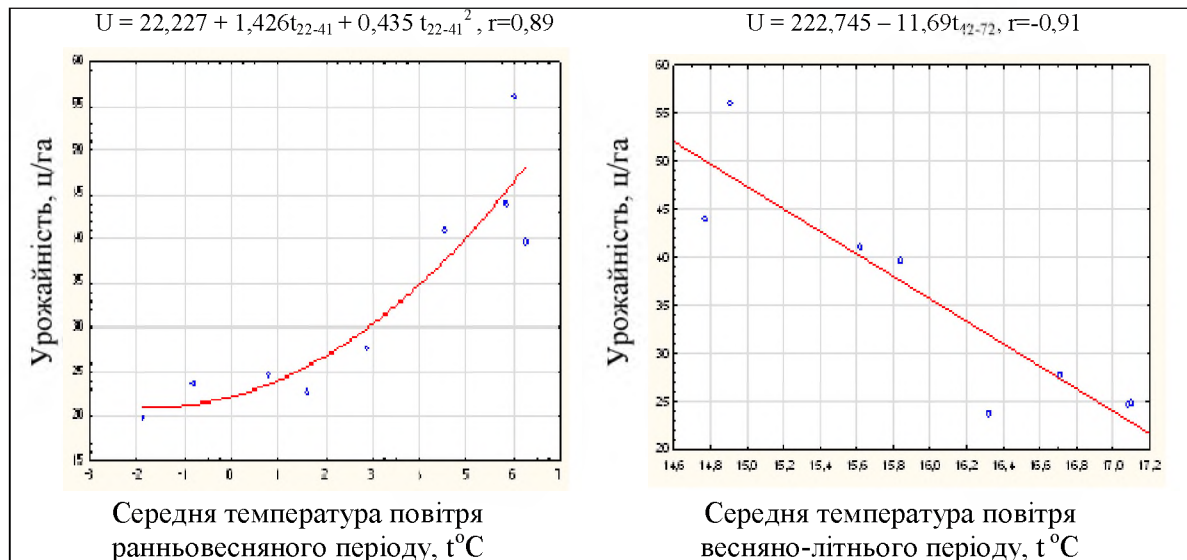 U = 22,227 + 1,426t₂₂₋₄₁ + 0,435 t₂₂₋₄₁², r=0,89
60
55
50
45
40
35
30
25
20
15
-3 -2 -1 0 1 2 3 4 5 6 7
Урожайність, ц/га
Середня температура повітря
ранньовесняного періоду, t°C
U = 222,745 – 11,69t₄₂₋₇₂, r=-0,91
60
55
50
45
40
35
30
25
20
14,6 14,8 15,0 15,2 15,4 15,6 15,8 16,0 16,2 16,4 16,6 16,8 17,0 17,2
Урожайність, ц/га
Середня температура повітря
весняно-літнього періоду, t°C